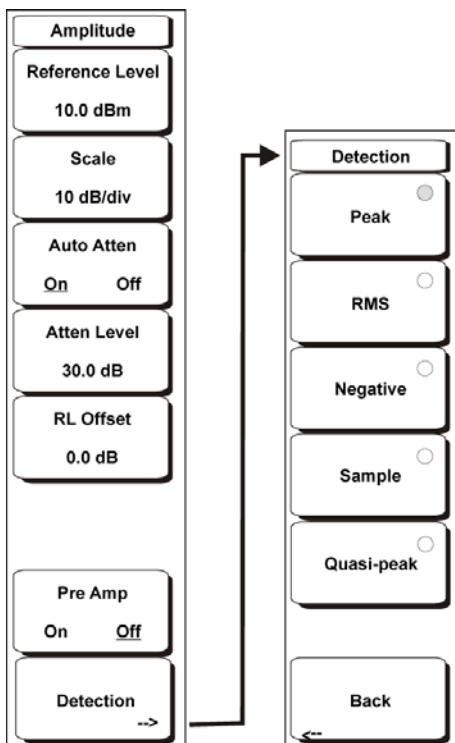 Amplitude
Reference Level
10.0 dBm
Scale
10 dB/div
Auto Atten
On Off
Atten Level
30.0 dB
RL Offset
0.0 dB
Pre Amp
On Off
Detection
-->
Detection
Peak
RMS
Negative
Sample
Quasi-peak
Back
<--